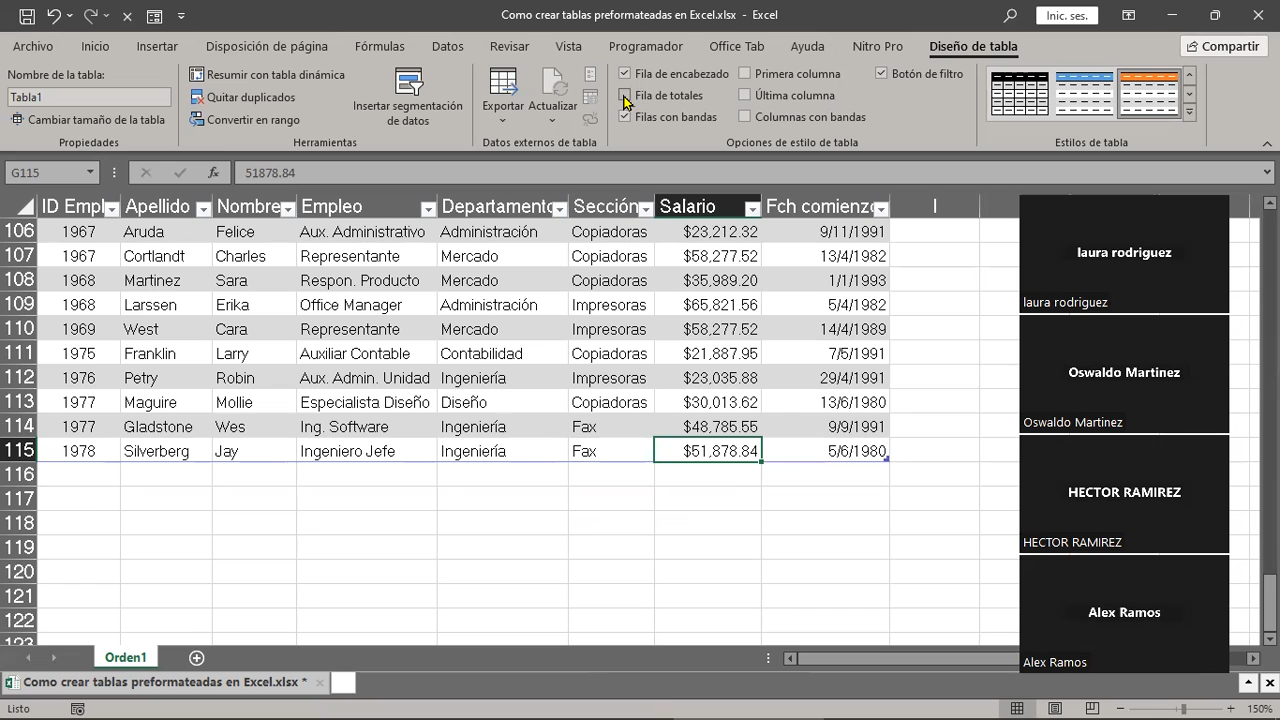 Como crear tablas preformateadas en Excel.xlsx - Excel
Inic. ses.
Archivo Inicio Insertar Disposición de página Fórmulas Datos Revisar Vista Programador Office Tab Ayuda Nitro Pro Diseño de tabla Compartir
Nombre de la tabla:
Tabla1
Cambiar tamaño de la tabla
Propiedades
Resumir con tabla dinámica
Quitar duplicados
Convertir en rango
Insertar segmentación
de datos
Herramientas
Exportar Actualizar
Datos externos de tabla
Fila de encabezado Primera columna Botón de filtro
Fila de totales Última columna
Filas con bandas Columnas con bandas
Opciones de estilo de tabla
Estilos de tabla
G115 fx 51878.84
ID Empl Apellido Nombre Empleo Departamento Sección Salario Fch comienzo I
106 1967 Aruda Felice Aux. Administrativo Administración Copiadoras $23,212.32 9/11/1991
107 1967 Cortlandt Charles Representante Mercado Copiadoras $58,277.52 13/4/1982
108 1968 Martinez Sara Respon. Producto Mercado Copiadoras $35,989.20 1/1/1993
109 1968 Larssen Erika Office Manager Administración Impresoras $65,821.56 5/4/1982
110 1969 West Cara Representante Mercado Impresoras $58,277.52 14/4/1989
111 1975 Franklin Larry Auxiliar Contable Contabilidad Copiadoras $21,887.95 7/5/1991
112 1976 Petry Robin Aux. Admin. Unidad Ingeniería Impresoras $23,035.88 29/4/1991
113 1977 Maguire Mollie Especialista Diseño Diseño Copiadoras $30,013.62 13/6/1980
114 1977 Gladstone Wes Ing. Software Ingeniería Fax $48,785.55 9/9/1991
115 1978 Silverberg Jay Ingeniero Jefe Ingeniería Fax $51,878.84 5/6/1980
116
117
118
119
120
121
122
123
laura rodriguez
laura rodriguez
Oswaldo Martinez
Oswaldo Martinez
HECTOR RAMIREZ
HECTOR RAMIREZ
Alex Ramos
Alex Ramos
Orden1
Como crear tablas preformateadas en Excel.xlsx *
Listo
150%